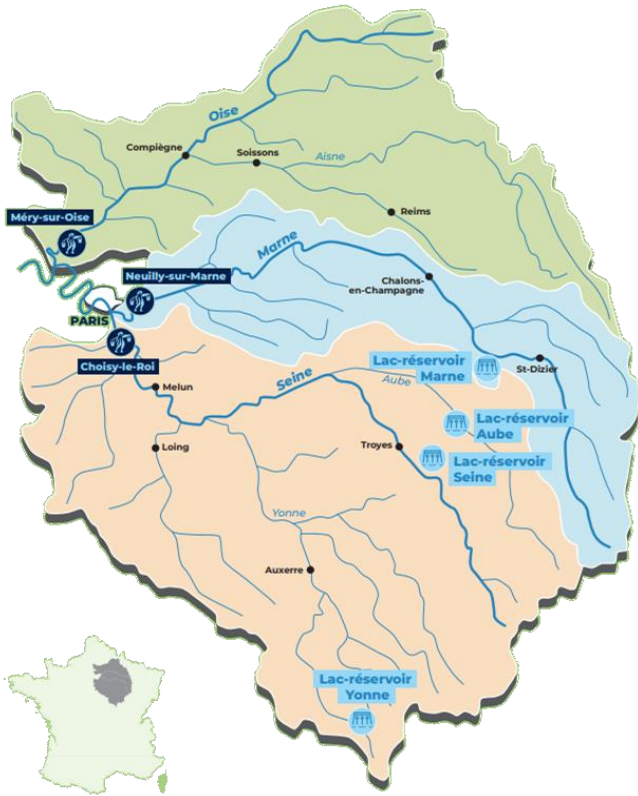 Oise
Compiègne
Soissons
Aisne
Reims
Méry-sur-Oise
Marne
Neuilly-sur-Marne
Chalons-
en-Champagne
PARIS
Choisy-le-Roi
Lac-réservoir
Marne
St-Dizier
Melun
Seine
Aube
Lac-réservoir
Aube
Loing
Troyes
Lac-réservoir
Seine
Yonne
Auxerre
Lac-réservoir
Yonne